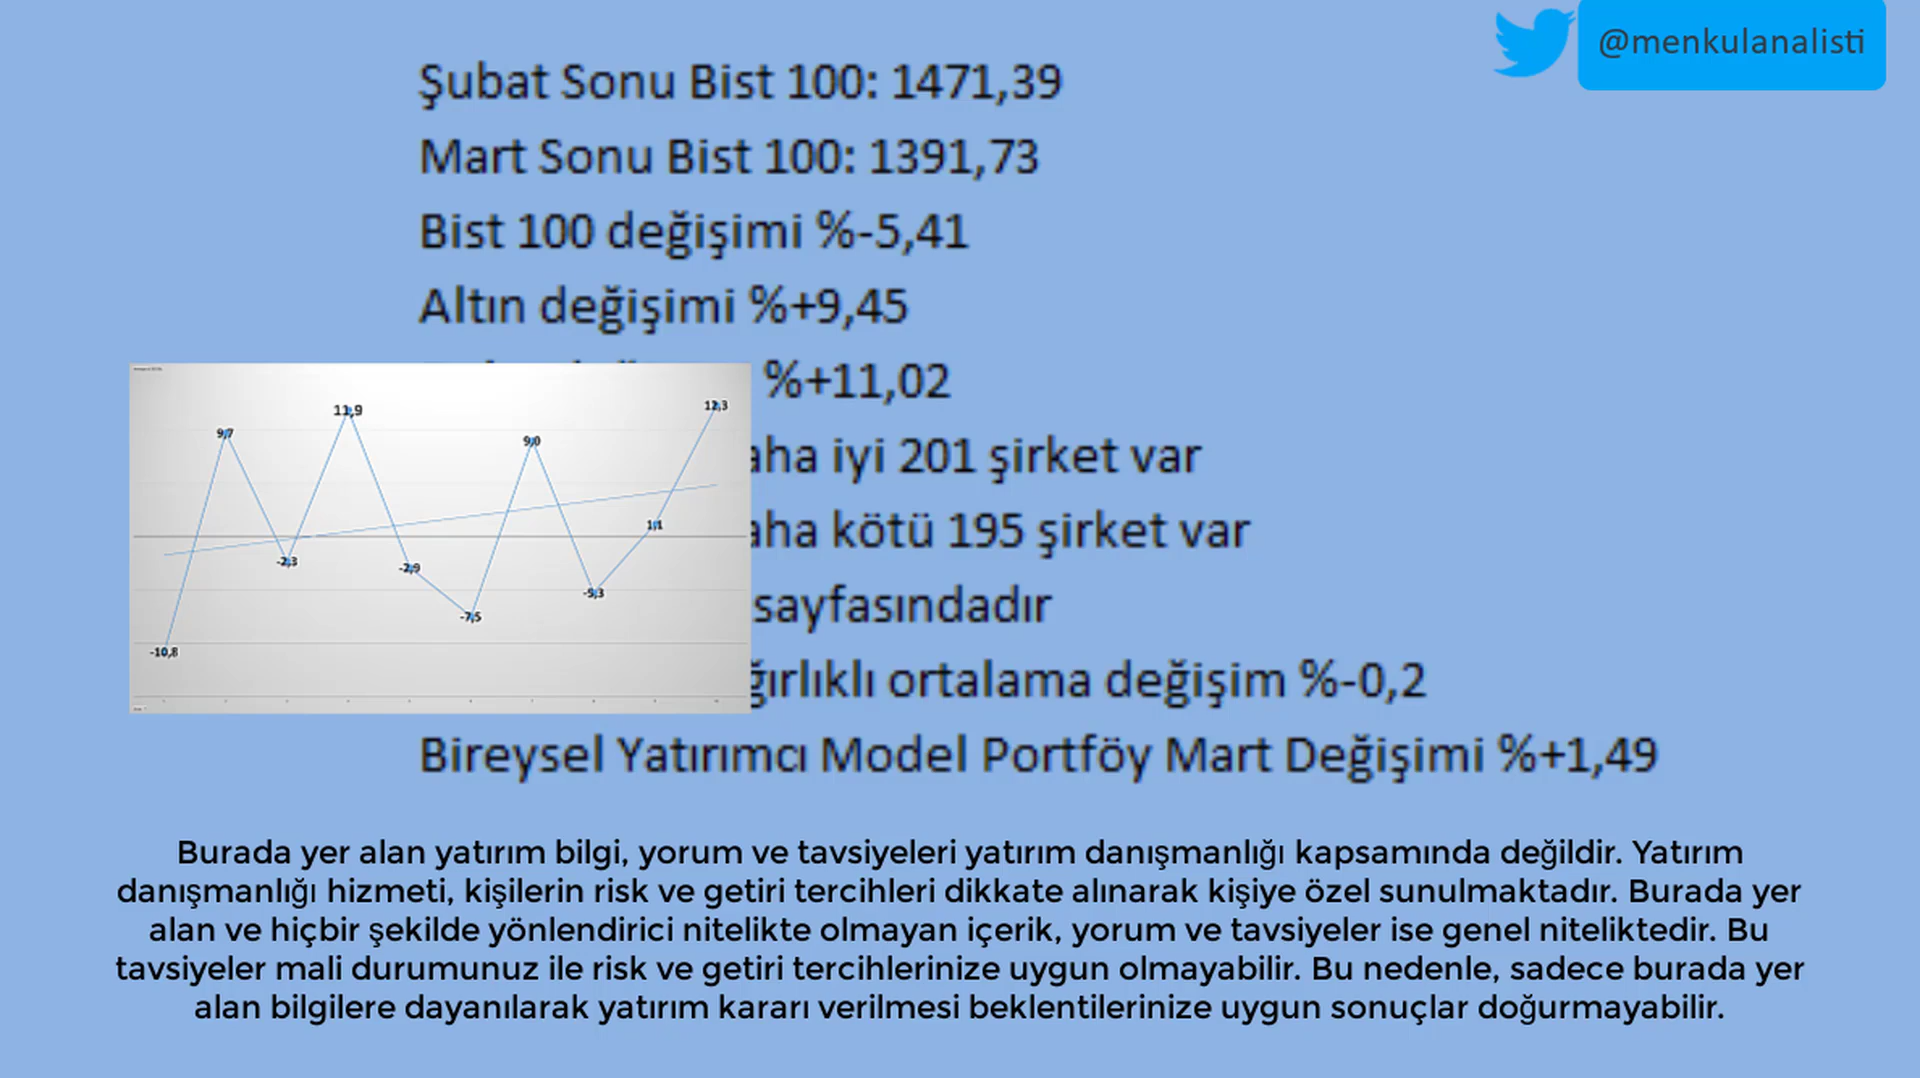 @menkulanalisti
Şubat Sonu Bist 100: 1471,39
Mart Sonu Bist 100: 1391,73
Bist 100 değişimi %-5,41
Altın değişimi %+9,45
%+11,02
aha iyi 201 şirket var
aha kötü 195 şirket var
sayfasındadır
ğırlıklı ortalama değişim %-0,2
Bireysel Yatırımcı Model Portföy Mart Değişimi %+1,49
12,3
11,9
9,7
9,0
1,1
-2,3
-2,9
-5,3
-7,5
-10,8
Burada yer alan yatırım bilgi, yorum ve tavsiyeleri yatırım danışmanlığı kapsamında değildir. Yatırım
danışmanlığı hizmeti, kişilerin risk ve getiri tercihleri dikkate alınarak kişiye özel sunulmaktadır. Burada yer
alan ve hiçbir şekilde yönlendirici nitelikte olmayan içerik, yorum ve tavsiyeler ise genel niteliktedir. Bu
tavsiyeler mali durumunuz ile risk ve getiri tercihlerinize uygun olmayabilir. Bu nedenle, sadece burada yer
alan bilgilere dayanılarak yatırım kararı verilmesi beklentilerinize uygun sonuçlar doğurmayabilir.